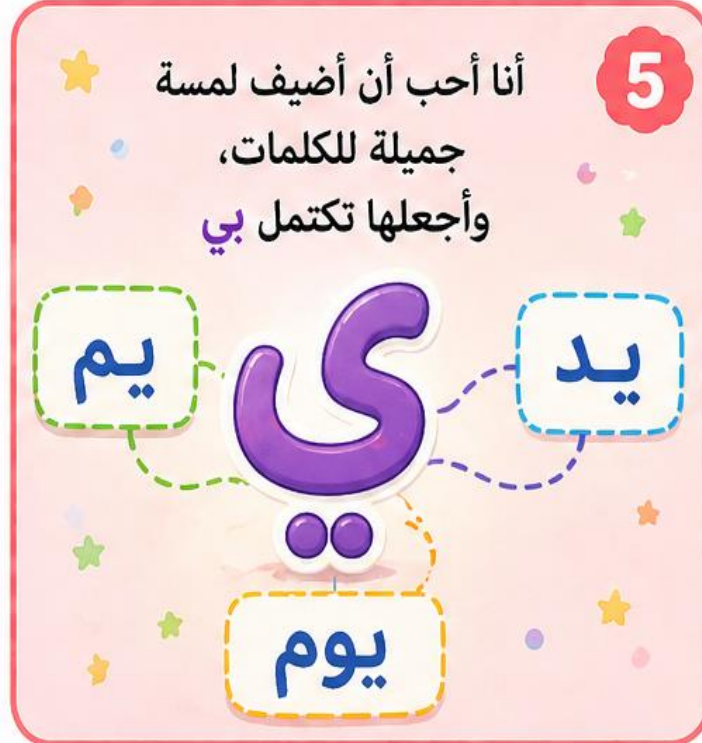 5
أنا أحب أن أضيف لمسة
جميلة للكلمات،
وأجعلها تكتمل بي
يد
ي
يم
يوم